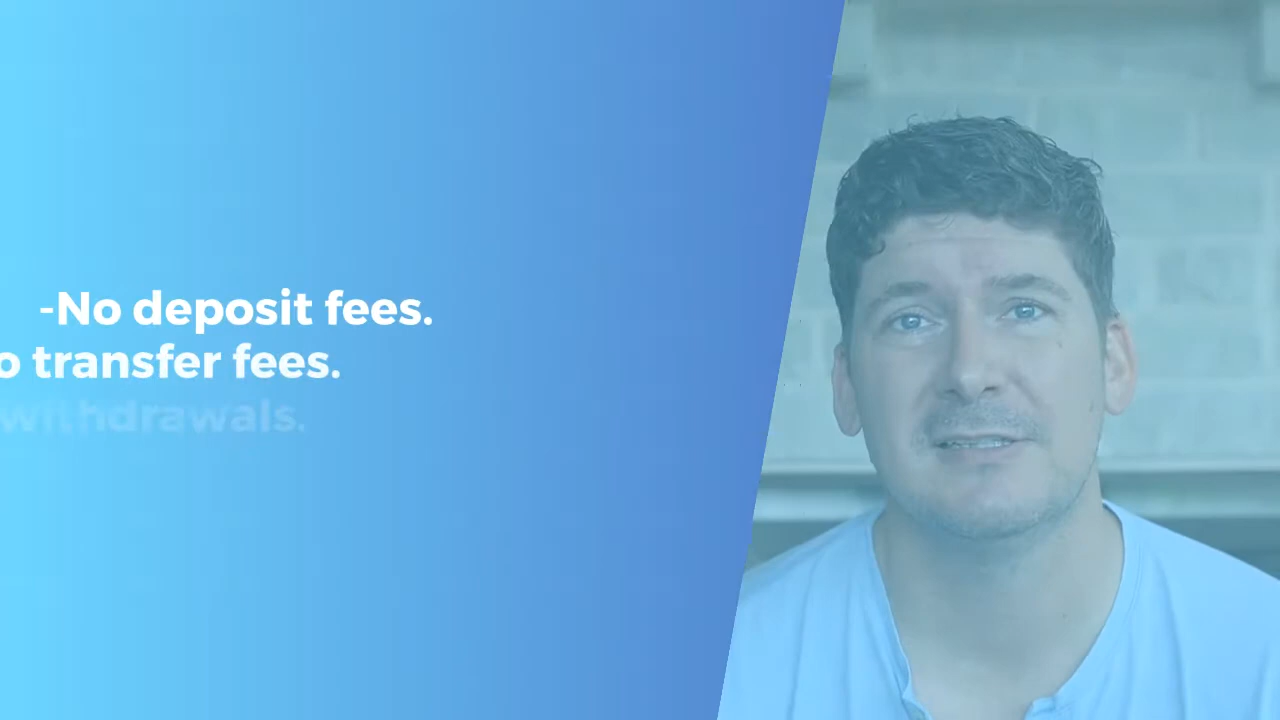 -No deposit fees.
o transfer fees.
withdrawals.